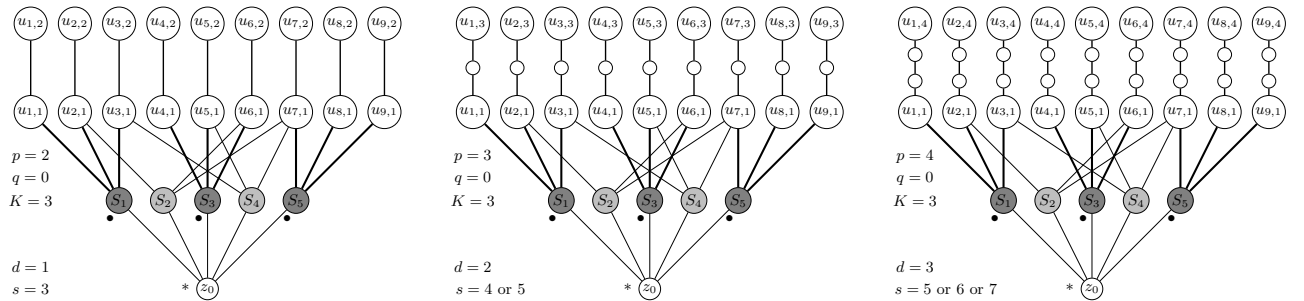 u1,2 u2,2 u3,2 u4,2 u5,2 u6,2 u7,2 u8,2 u9,2
u1,1 u2,1 u3,1 u4,1 u5,1 u6,1 u7,1 u8,1 u9,1
p = 2
q = 0
K = 3
S1 S2 S3 S4 S5
d = 1
s = 3
* z0
u1,3 u2,3 u3,3 u4,3 u5,3 u6,3 u7,3 u8,3 u9,3
u1,1 u2,1 u3,1 u4,1 u5,1 u6,1 u7,1 u8,1 u9,1
p = 3
q = 0
K = 3
S1 S2 S3 S4 S5
d = 2
s = 4 or 5
* z0
u1,4 u2,4 u3,4 u4,4 u5,4 u6,4 u7,4 u8,4 u9,4
u1,1 u2,1 u3,1 u4,1 u5,1 u6,1 u7,1 u8,1 u9,1
p = 4
q = 0
K = 3
S1 S2 S3 S4 S5
d = 3
s = 5 or 6 or 7
* z0